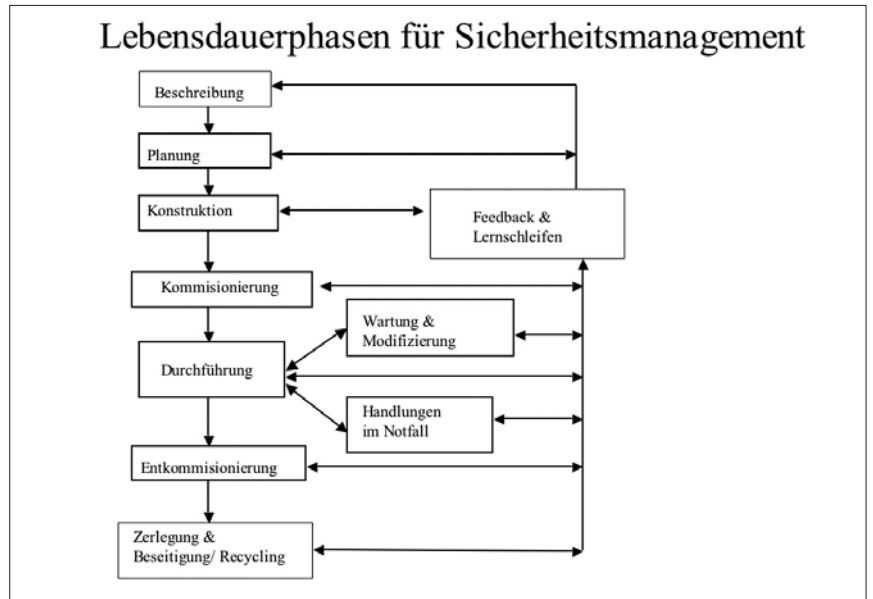 Lebensdauerphasen für Sicherheitsmanagement
Beschreibung
Planung
Konstruktion
Feedback &
Lernschleifen
Kommisionierung
Wartung &
Modifizierung
Durchführung
Handlungen
im Notfall
Entkommisionierung
Zerlegung &
Beseitigung/ Recycling